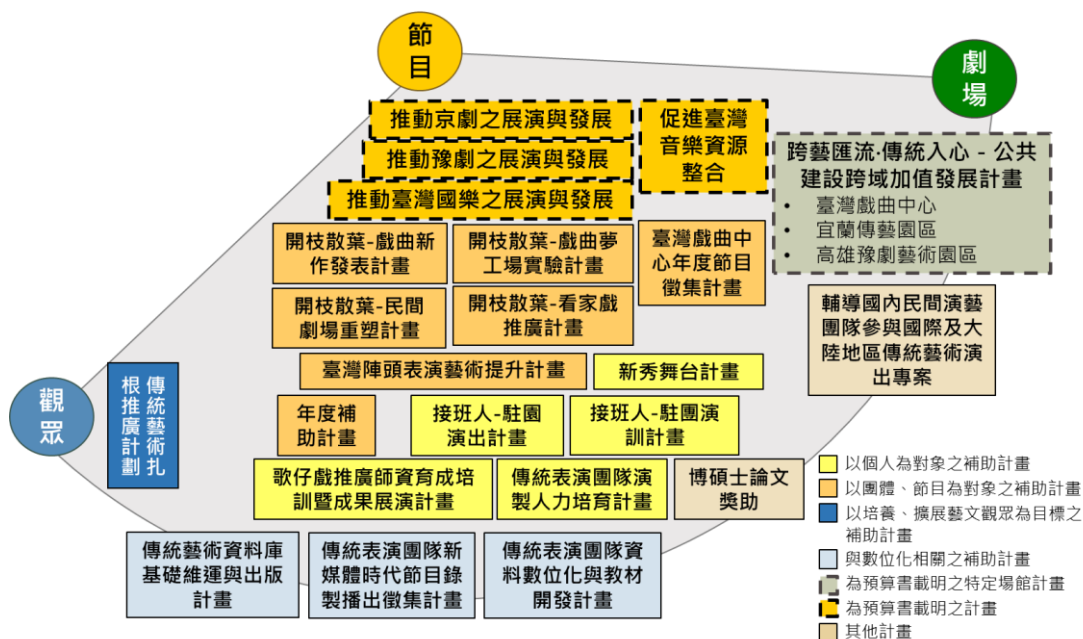 節
目
劇
場
推動京劇之展演與發展
推動豫劇之展演與發展
推動臺灣國樂之展演與發展
促進臺灣
音樂資源
整合
跨藝匯流·傳統入心 - 公共
建設跨域加值發展計畫
• 臺灣戲曲中心
• 宜蘭傳藝園區
• 高雄豫劇藝術園區
開枝散葉-戲曲新
作發表計畫
開枝散葉-戲曲夢
工場實驗計畫
臺灣戲曲中
心年度節目
徵集計畫
開枝散葉-民間
劇場重塑計畫
開枝散葉-看家戲
推廣計畫
輔導國內民間演藝
團隊參與國際及大
陸地區傳統藝術演
出專案
臺灣陣頭表演藝術提升計畫
新秀舞台計畫
觀
眾
傳統藝術扎
根推廣計劃
年度補
助計畫
接班人-駐園
演出計畫
接班人-駐團演
訓計畫
歌仔戲推廣師資育成培
訓暨成果展演計畫
傳統表演團隊演
製人力培育計畫
博碩士論文
獎助
傳統藝術資料庫
基礎維運與出版
計畫
傳統表演團隊新
媒體時代節目錄
製播出徵集計畫
傳統表演團隊資
料數位化與教材
開發計畫
以個人為對象之補助計畫
以團體、節目為對象之補助計畫
以培養、擴展藝文觀眾為目標之
補助計畫
與數位化相關之補助計畫
為預算書載明之特定場館計畫
為預算書載明之計畫
其他計畫